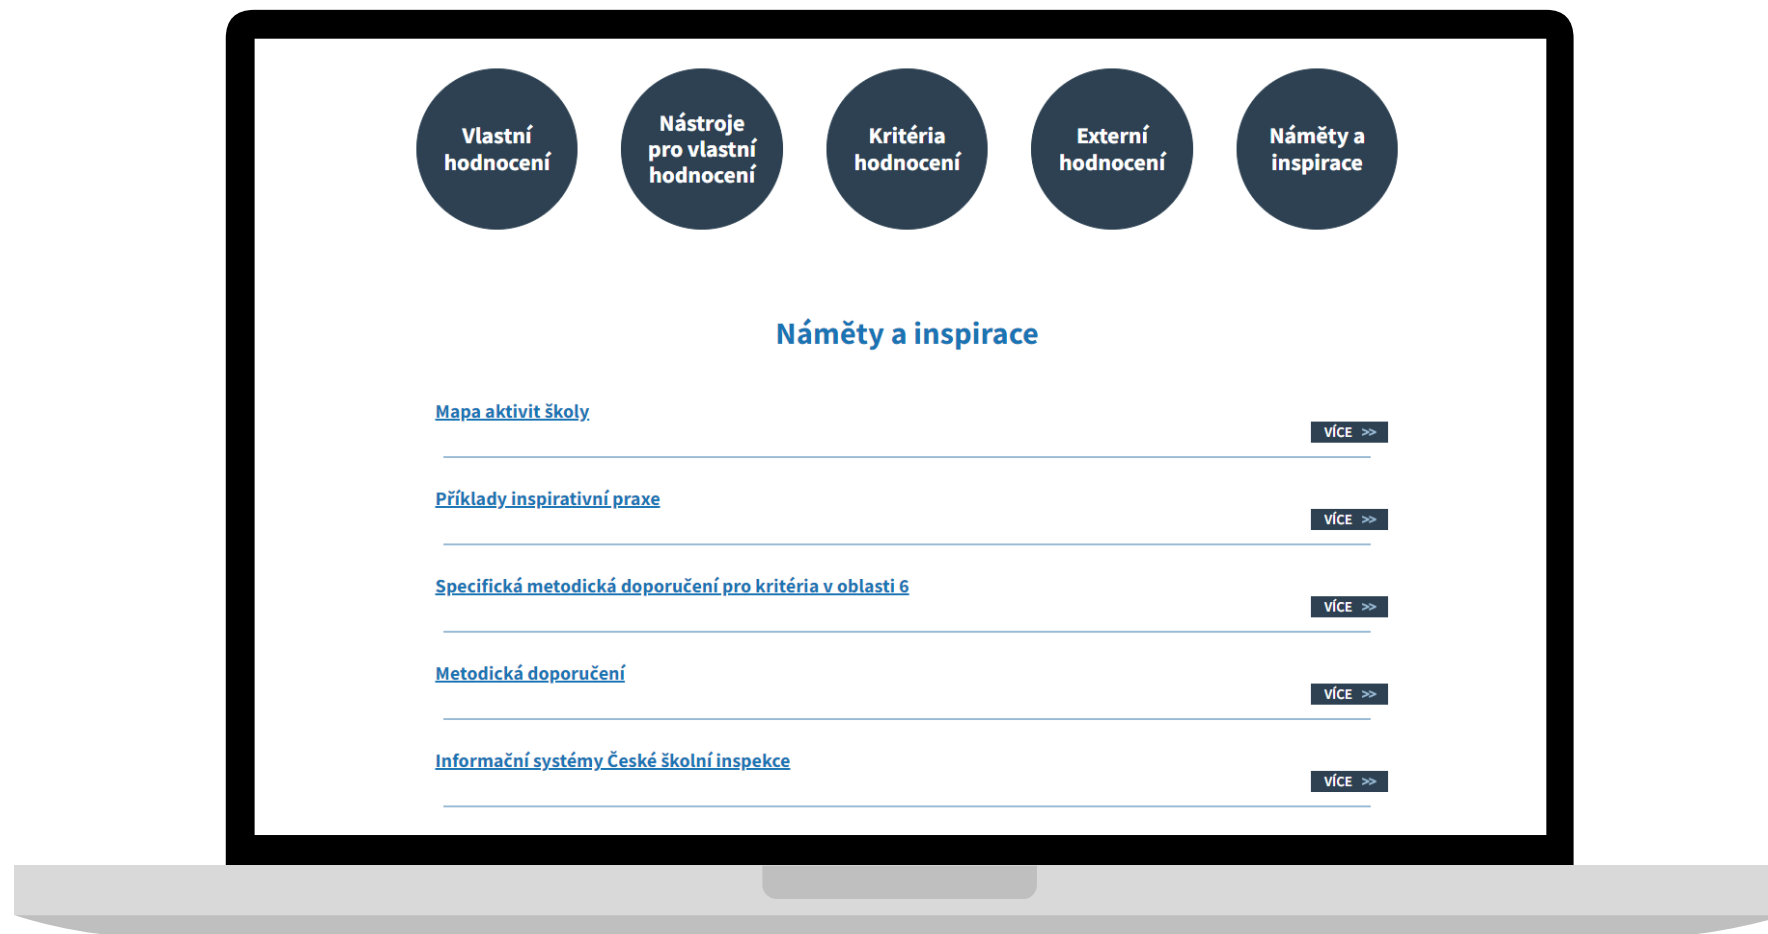 Vlastní
hodnocení
Nástroje
pro vlastní
hodnocení
Kritéria
hodnocení
Externí
hodnocení
Náměty a
inspirace
Náměty a inspirace
Mapa aktivit školy
VÍCE >>
Příklady inspirativní praxe
VÍCE >>
Specifická metodická doporučení pro kritéria v oblasti 6
VÍCE >>
Metodická doporučení
VÍCE >>
Informační systémy České školní inspekce
VÍCE >>